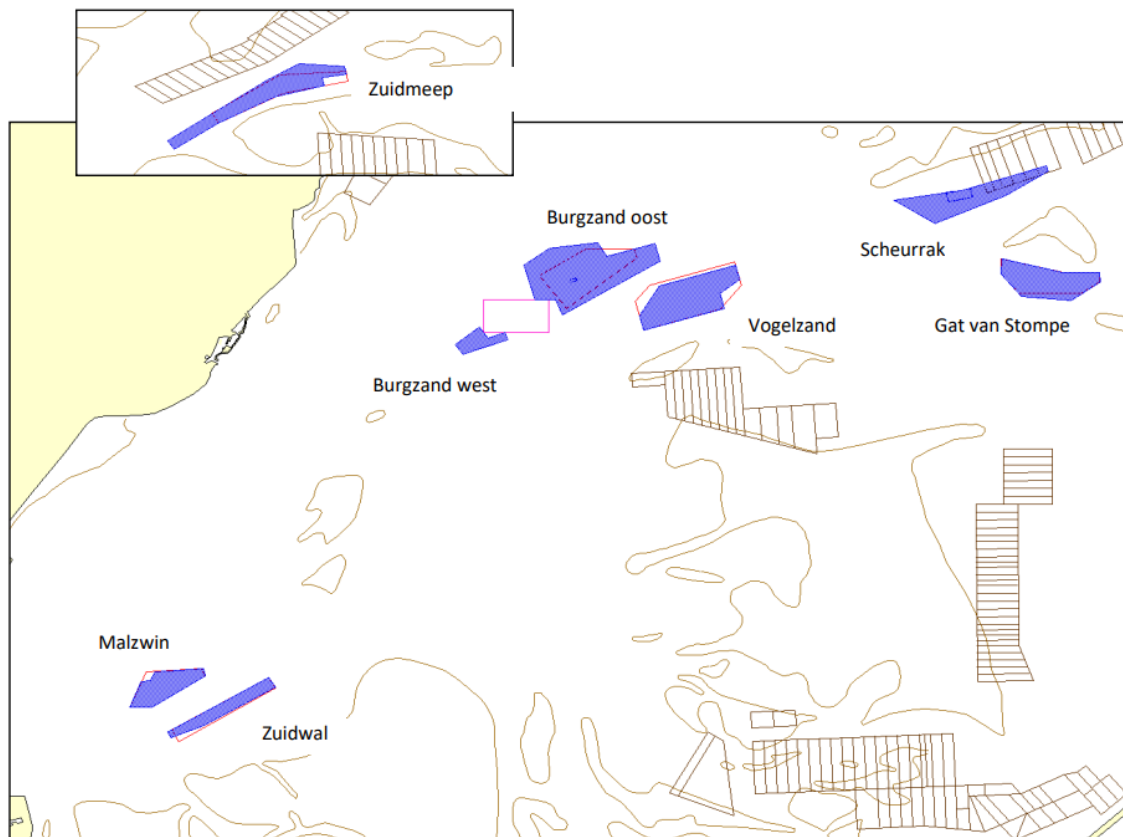 Zuidmeep
Burgzand oost
Scheurrak
Vogelzand
Gat van Stompe
Burgzand west
Malzwin
Zuidwal